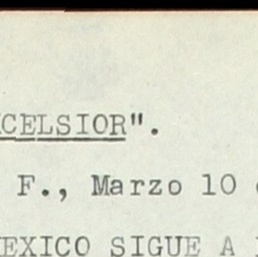 CELSIOR".
F., Marzo 10
EXICO SIGUE A